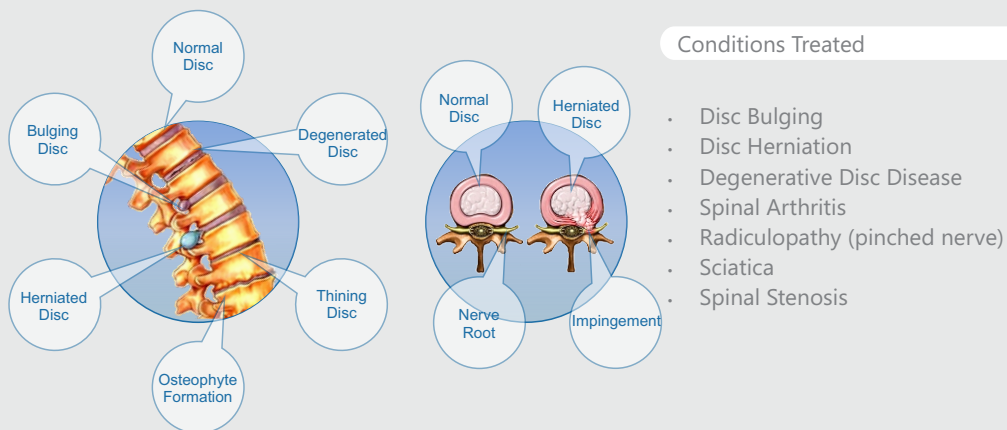 Normal
Disc
Bulging
Disc
Degenerated
Disc
Herniated
Disc
Thining
Disc
Osteophyte
Formation
Normal
Disc
Herniated
Disc
Nerve
Root
Impingement
Conditions Treated
· Disc Bulging
· Disc Herniation
· Degenerative Disc Disease
· Spinal Arthritis
· Radiculopathy (pinched nerve)
· Sciatica
· Spinal Stenosis